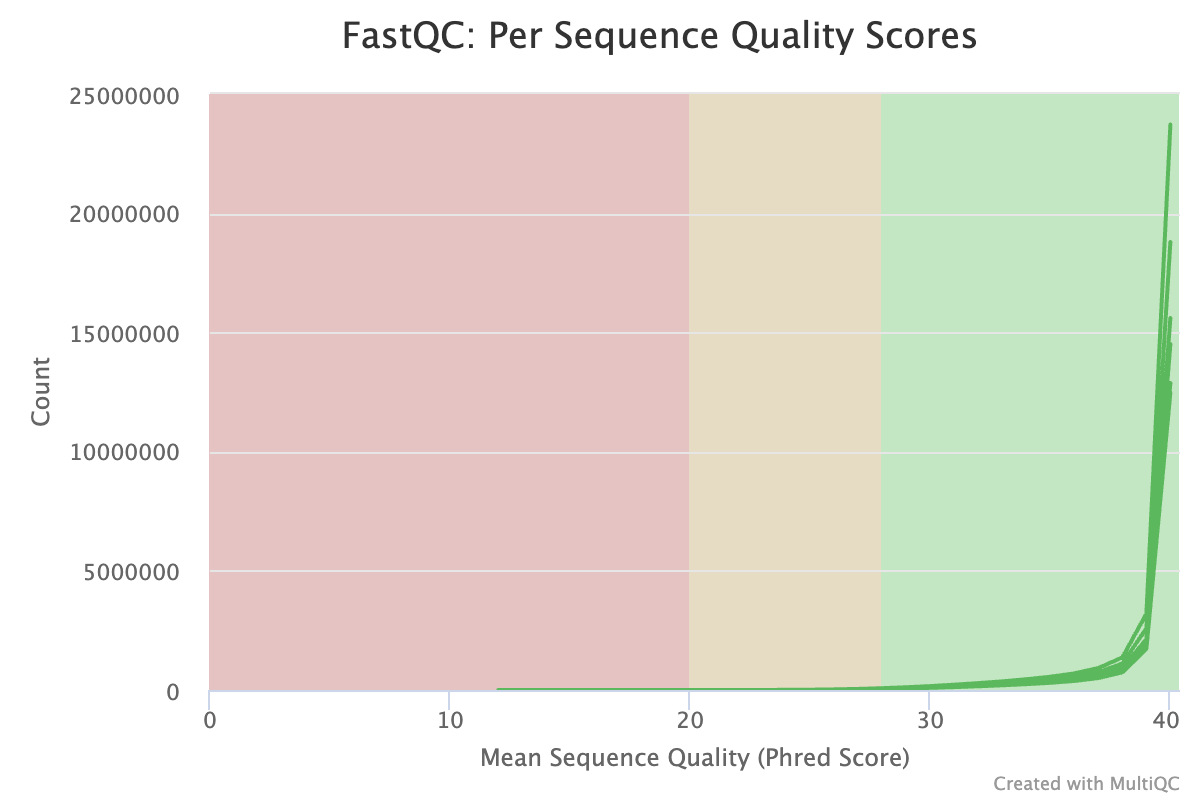 FastQC: Per Sequence Quality Scores
25000000
20000000
15000000
10000000
5000000
0
Count
0 10 20 30 40
Mean Sequence Quality (Phred Score)
Created with MultiQC